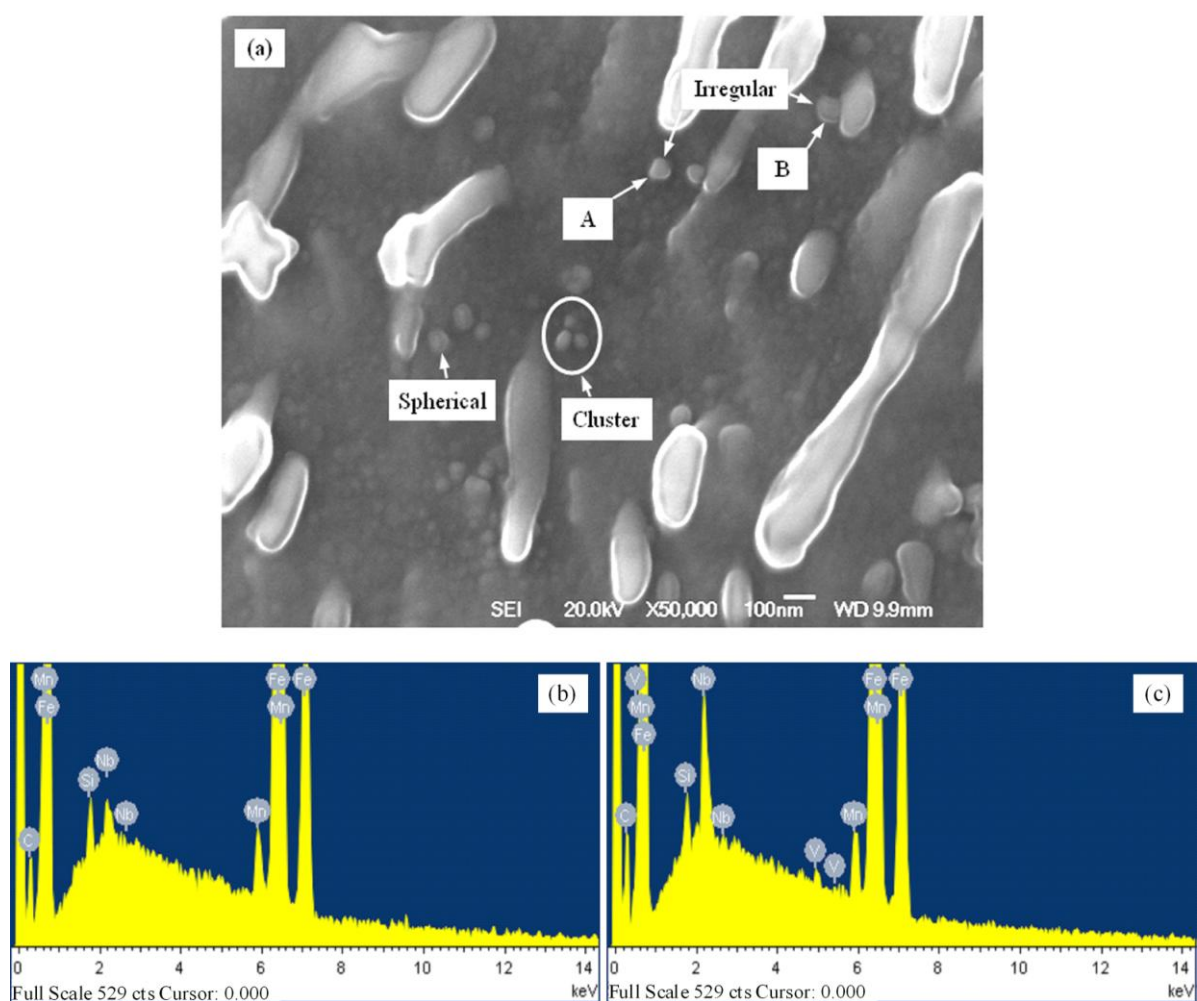 (a)
Irregular
B
A
Spherical
Cluster
SEI 20.0kV X50,000 100nm WD 9.9mm
(b)
Mn
Fe
Fe
Fe
Mn
Nb
Si
Nb
Mn
C
0 2 4 6 8 10 12 14
Full Scale 529 cts Cursor: 0.000 keV
(c)
V
Nb
Fe
Fe
Mn
Mn
Fe
Si
C
Nb
Mn
V
V
0 2 4 6 8 10 12 14
Full Scale 529 cts Cursor: 0.000 keV